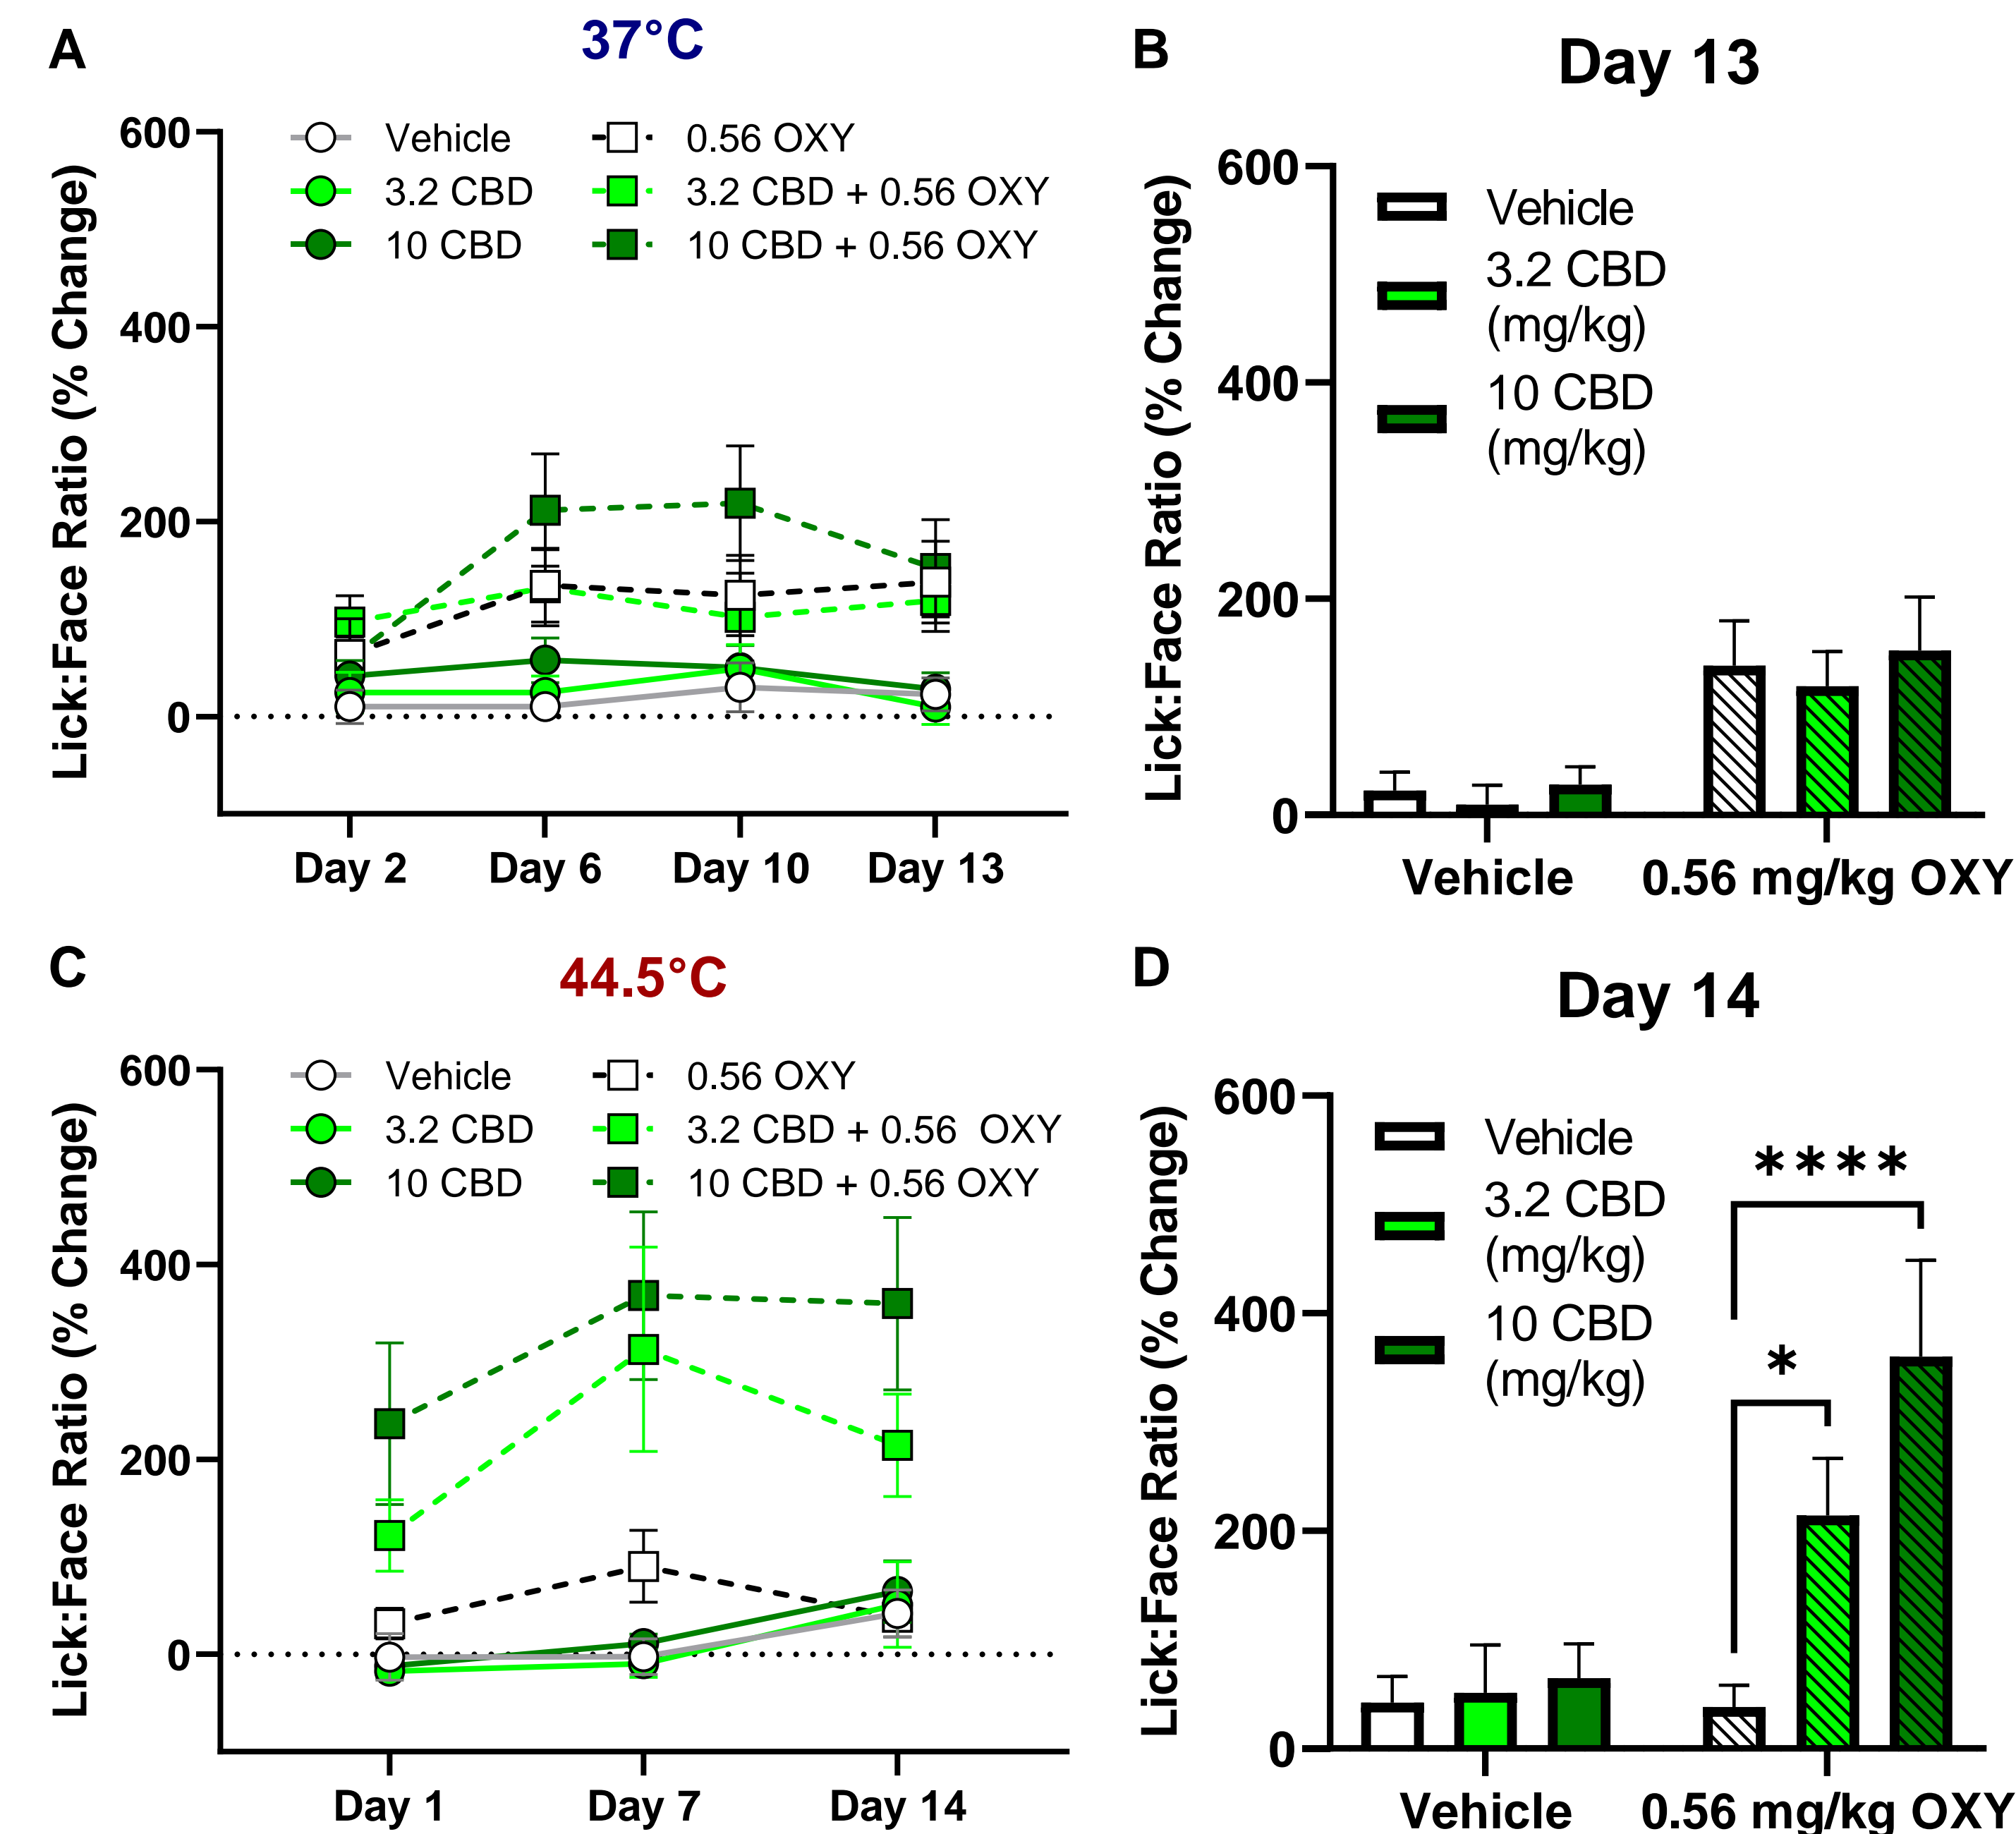 A
37°C
Lick:Face Ratio (% Change)
600
400
200
0
Vehicle
3.2 CBD
10 CBD
0.56 OXY
3.2 CBD + 0.56 OXY
10 CBD + 0.56 OXY
Day 2
Day 6
Day 10
Day 13
B
Day 13
Lick:Face Ratio (% Change)
600
400
200
0
Vehicle
3.2 CBD
(mg/kg)
10 CBD
(mg/kg)
Vehicle
0.56 mg/kg OXY
C
44.5°C
Lick:Face Ratio (% Change)
600
400
200
0
Vehicle
3.2 CBD
10 CBD
0.56 OXY
3.2 CBD + 0.56 OXY
10 CBD + 0.56 OXY
Day 1
Day 7
Day 14
D
Day 14
Lick:Face Ratio (% Change)
600
400
200
0
Vehicle
3.2 CBD
(mg/kg)
10 CBD
(mg/kg)
****
*
Vehicle
0.56 mg/kg OXY